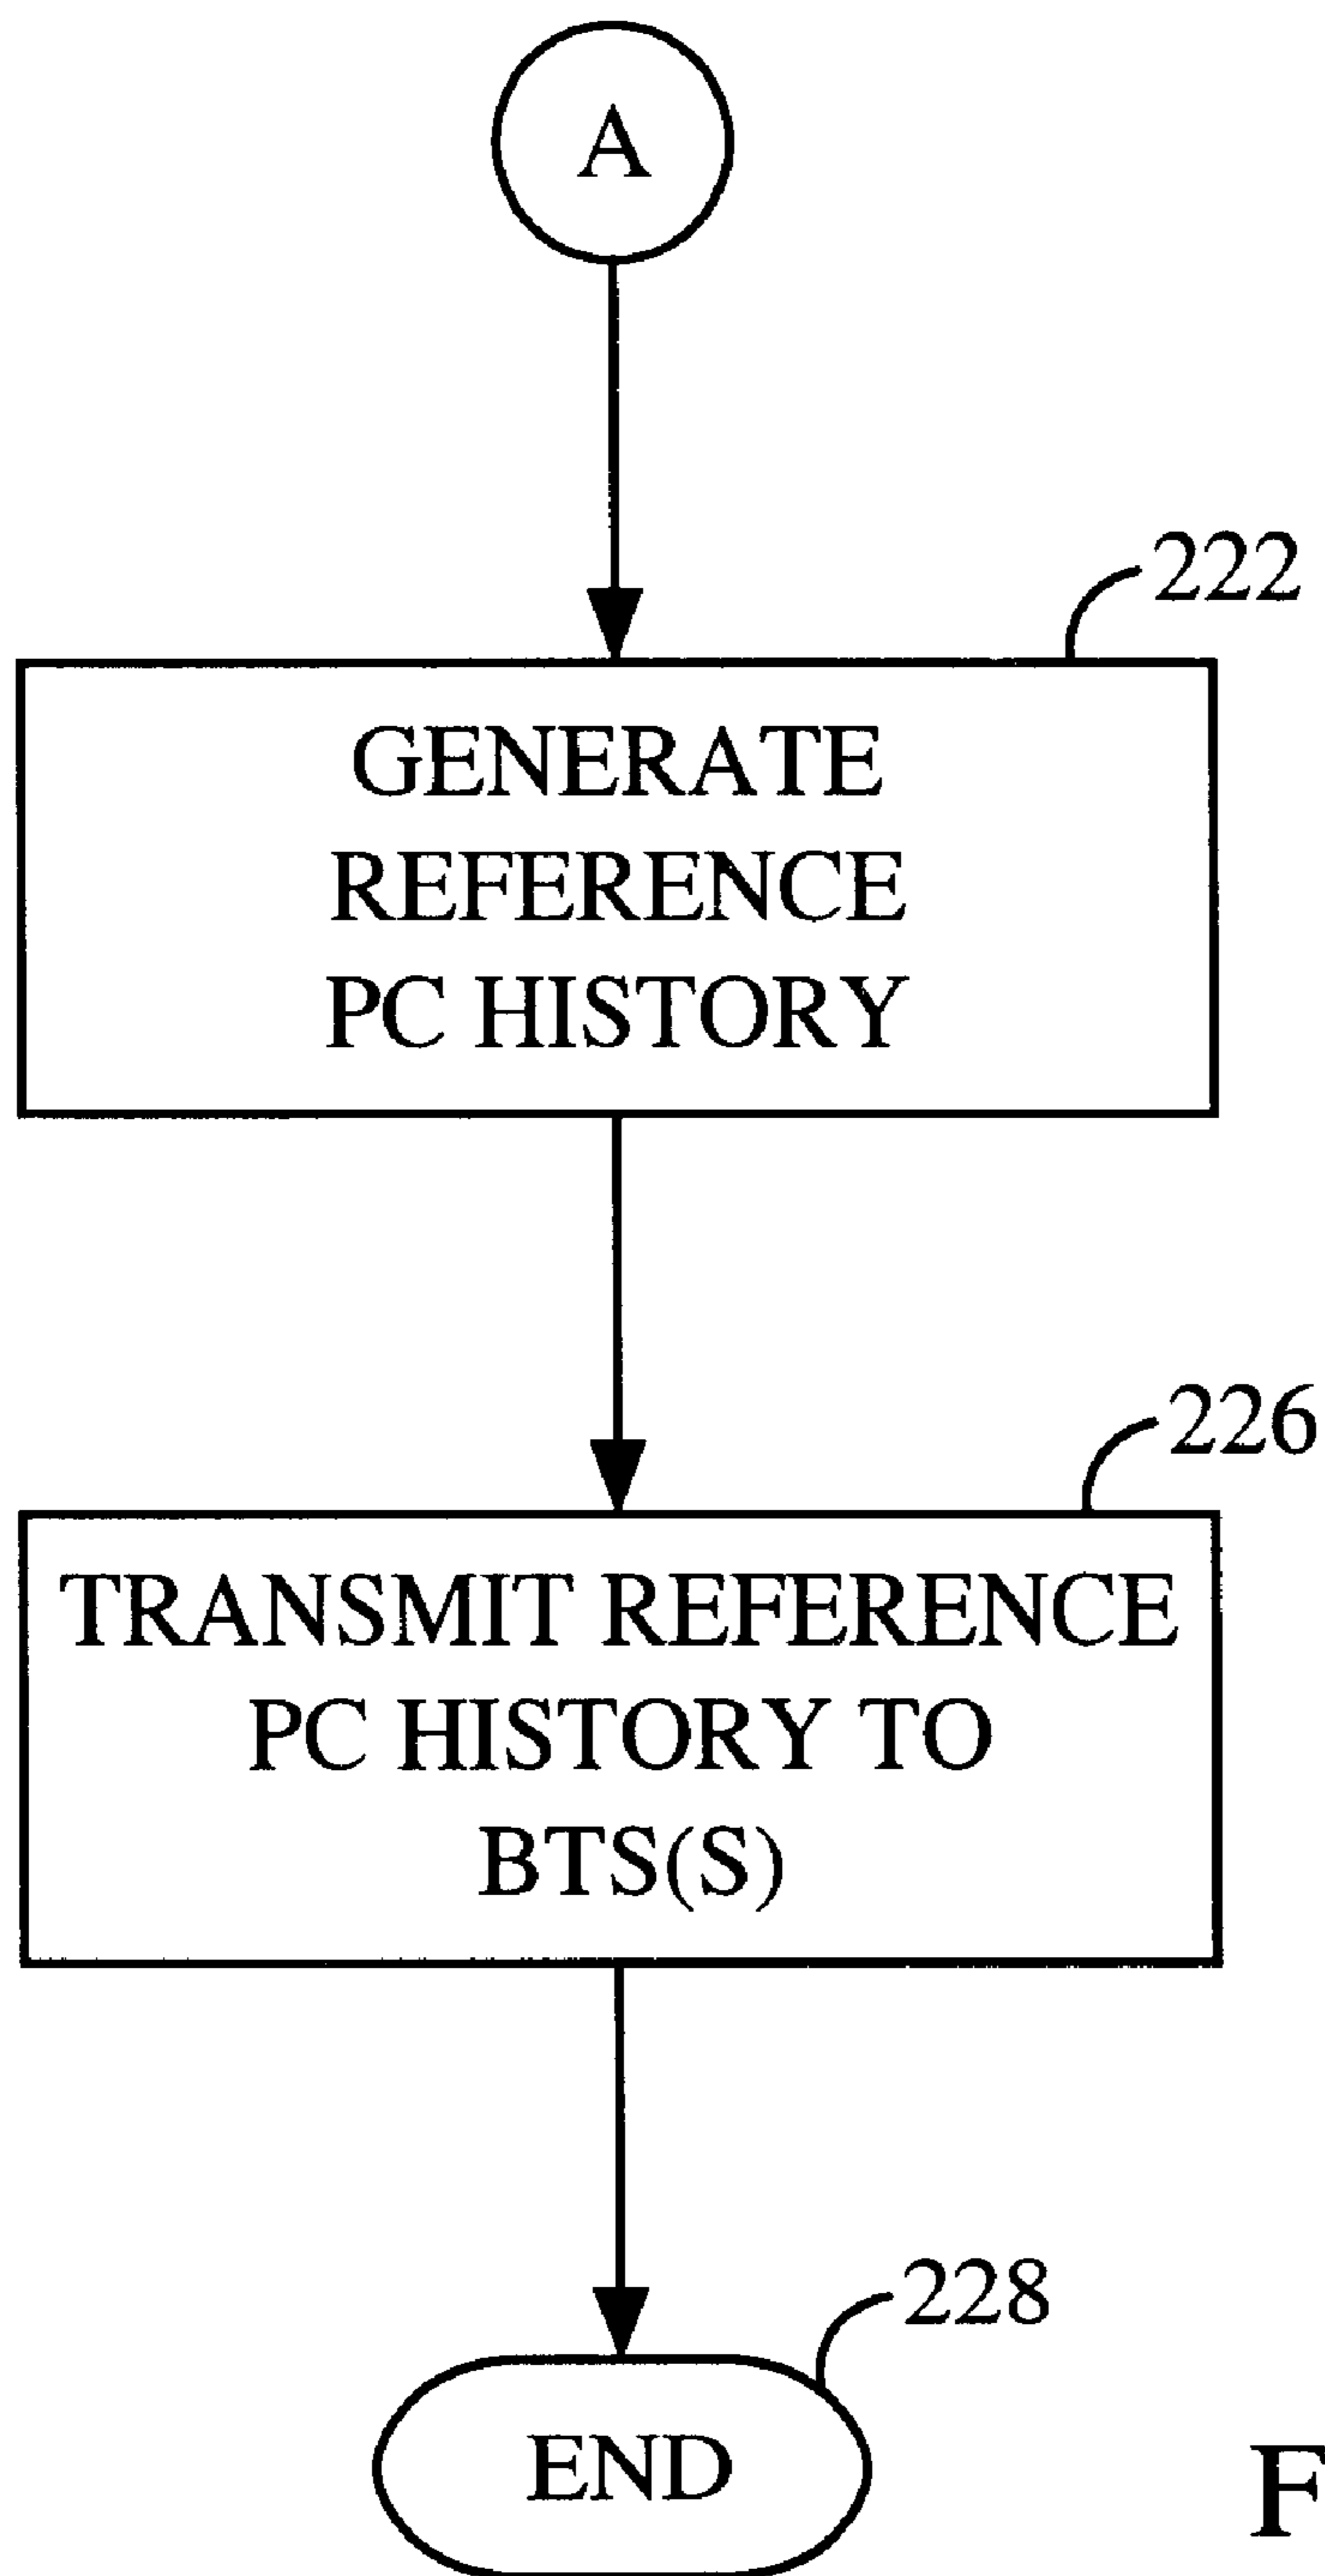 A
222
GENERATE
REFERENCE
PC HISTORY
226
TRANSMIT REFERENCE
PC HISTORY TO
BTS(S)
228
END
F